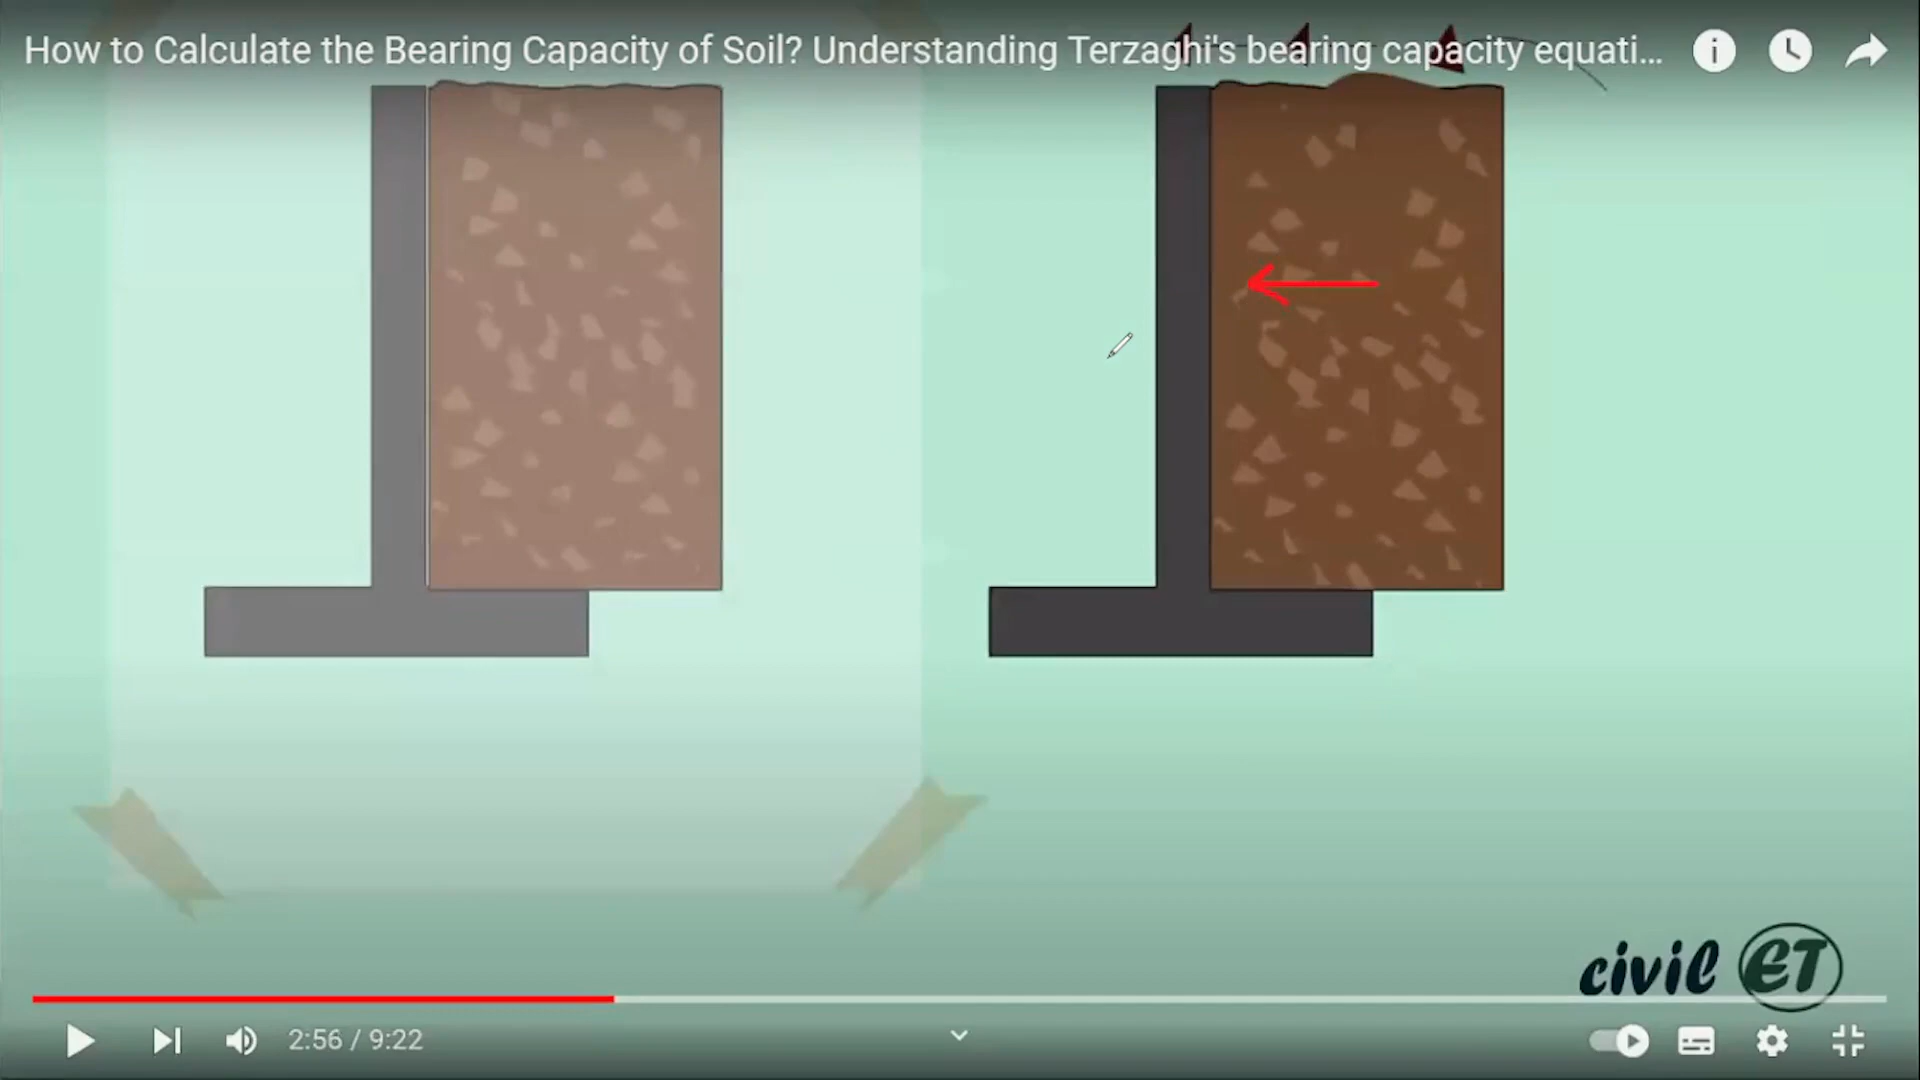 How to Calculate the Bearing Capacity of Soil? Understanding Terzaghi's bearing capacity equati...
civil ET
2:56 / 9:22